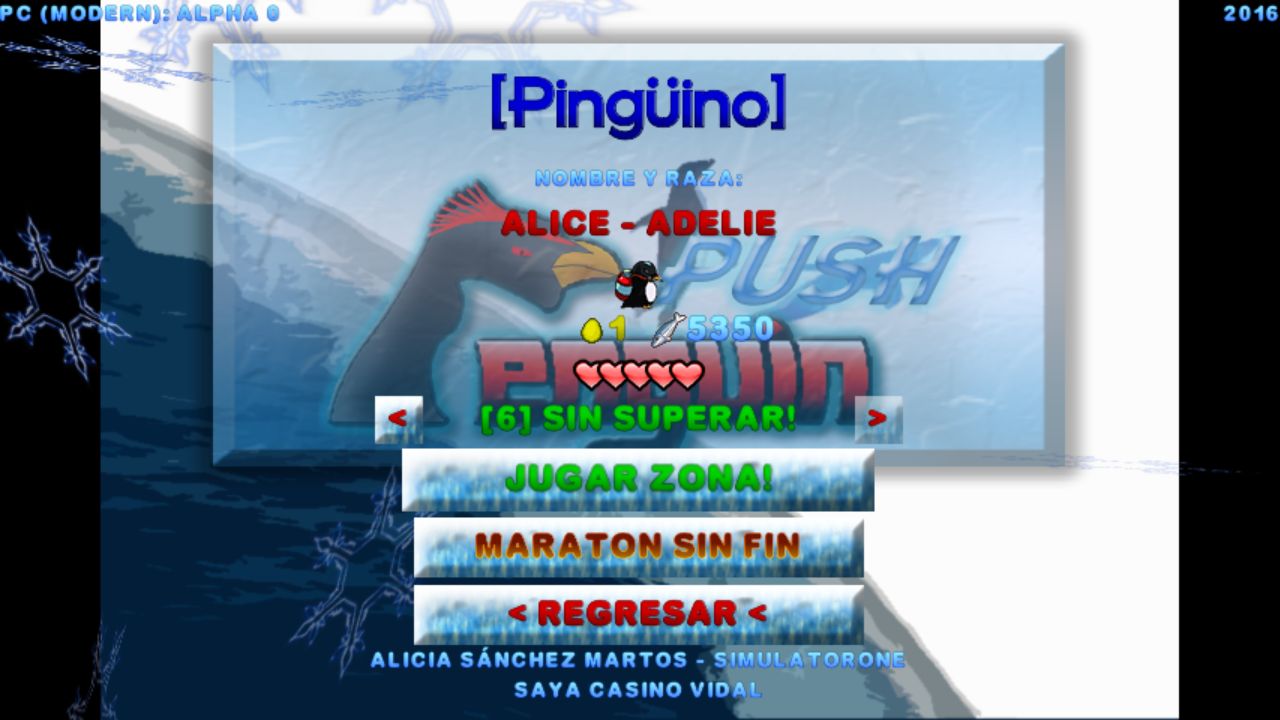 PC (MODERN): ALPHA 0
2016
[Pingüino]
NOMBRE Y RAZA:
ALICE - ADELIE
PUSH
PENGUIN
1 5350
< [6] SIN SUPERAR! >
JUGAR ZONA!
MARATON SIN FIN
< REGRESAR <
ALICIA SÁNCHEZ MARTOS - SIMULATORONE
SAYA CASINO VIDAL